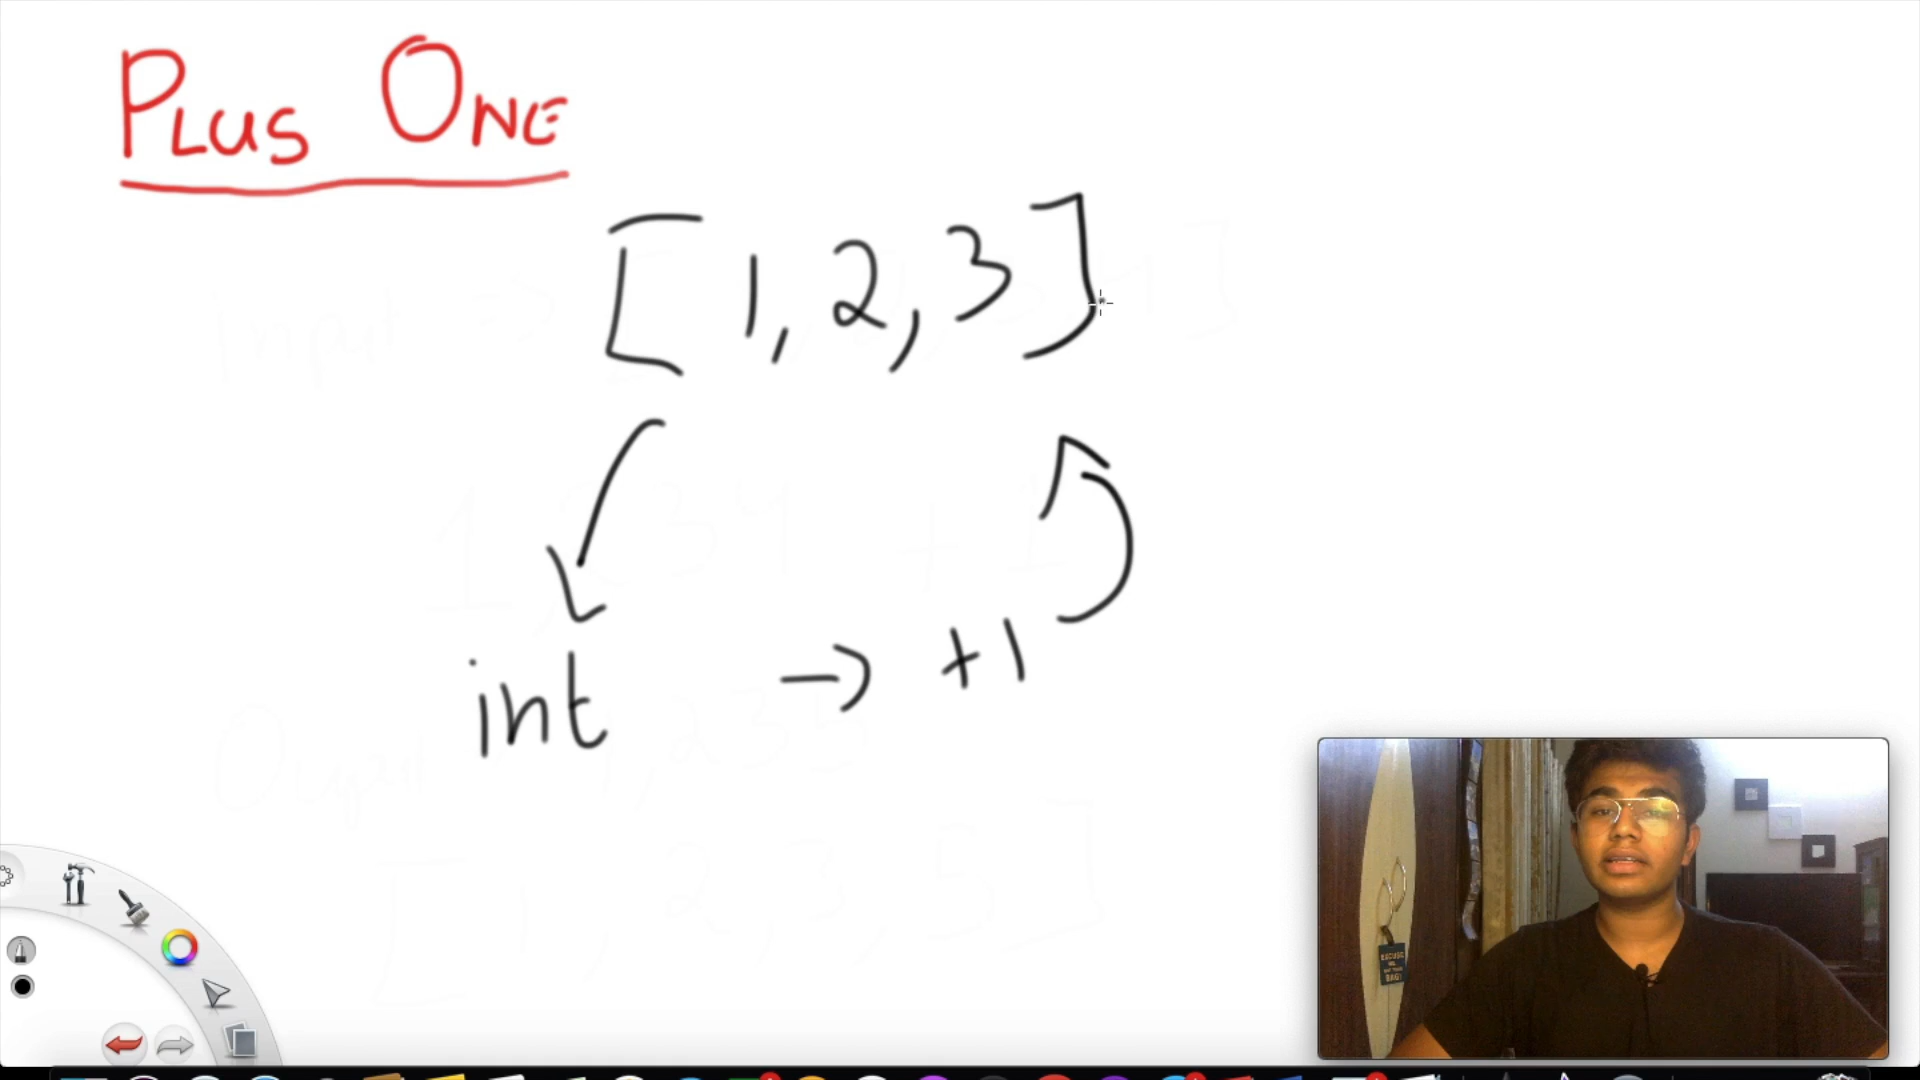 PLUS ONE
[1,2,3]
int → +1